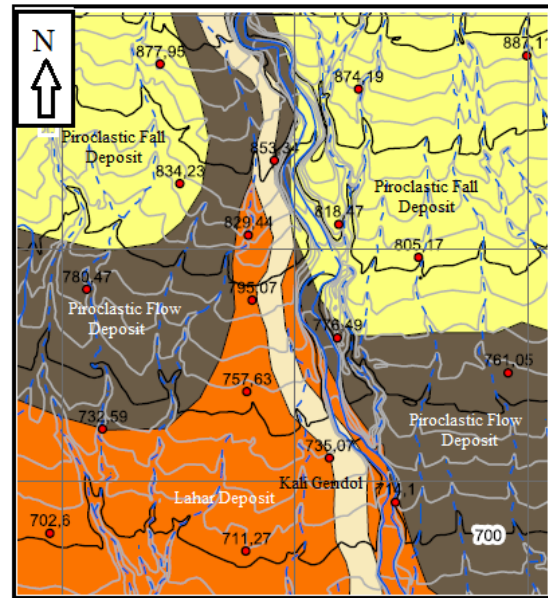 N
877,95
887,11
874,19
Piroclastic Fall
Deposit
853,34
834,23
Piroclastic Fall
Deposit
818,47
829,44
805,17
780,47
795,07
Piroclastic Flow
Deposit
776,49
761,05
757,63
732,59
Piroclastic Flow
Deposit
735,07
Kali Gendol
Lahar Deposit
714,1
702,6
711,27
700